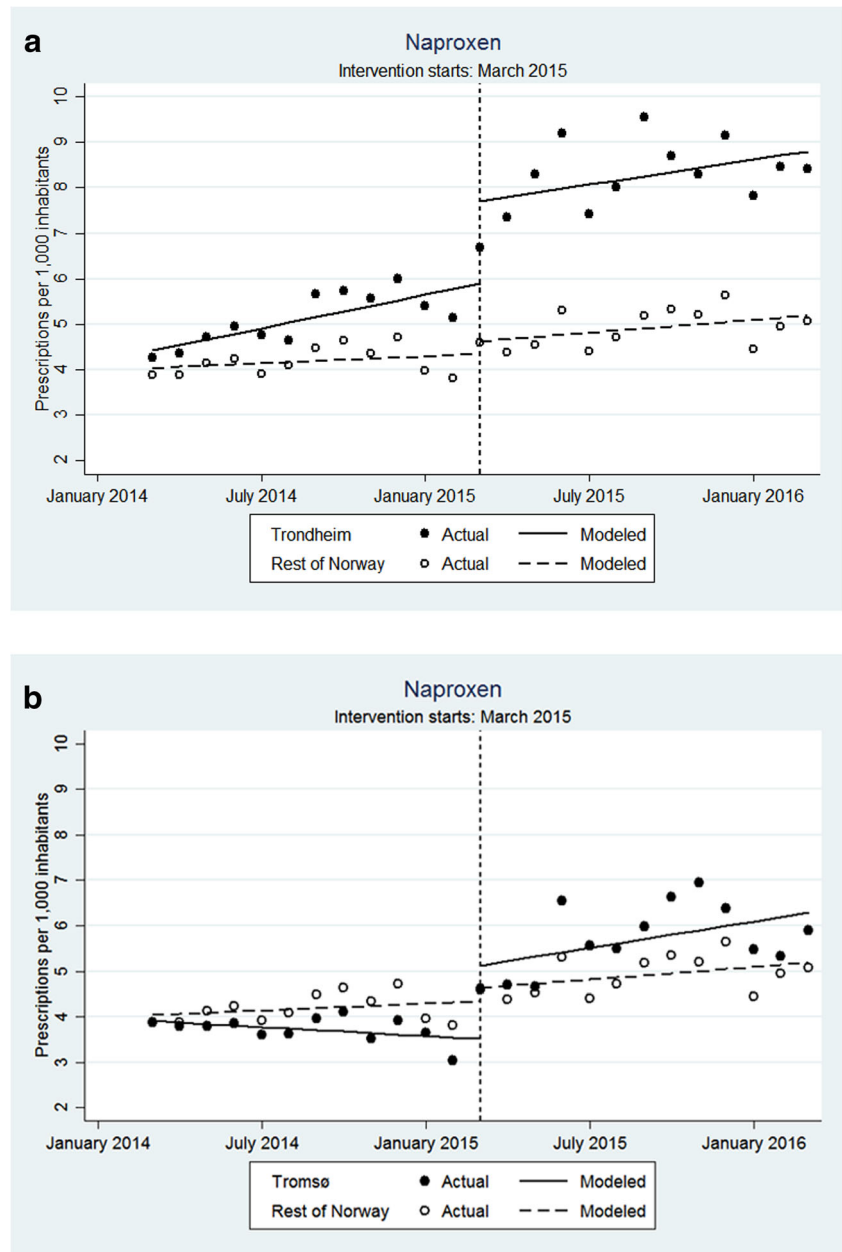 a
Naproxen
Intervention starts: March 2015
Prescriptions per 1,000 inhabitants
10
9
8
7
6
5
4
3
2
January 2014 July 2014 January 2015 July 2015 January 2016
Trondheim Actual Modeled
Rest of Norway Actual Modeled
b
Naproxen
Intervention starts: March 2015
Prescriptions per 1,000 inhabitants
10
9
8
7
6
5
4
3
2
January 2014 July 2014 January 2015 July 2015 January 2016
Tromsø Actual Modeled
Rest of Norway Actual Modeled